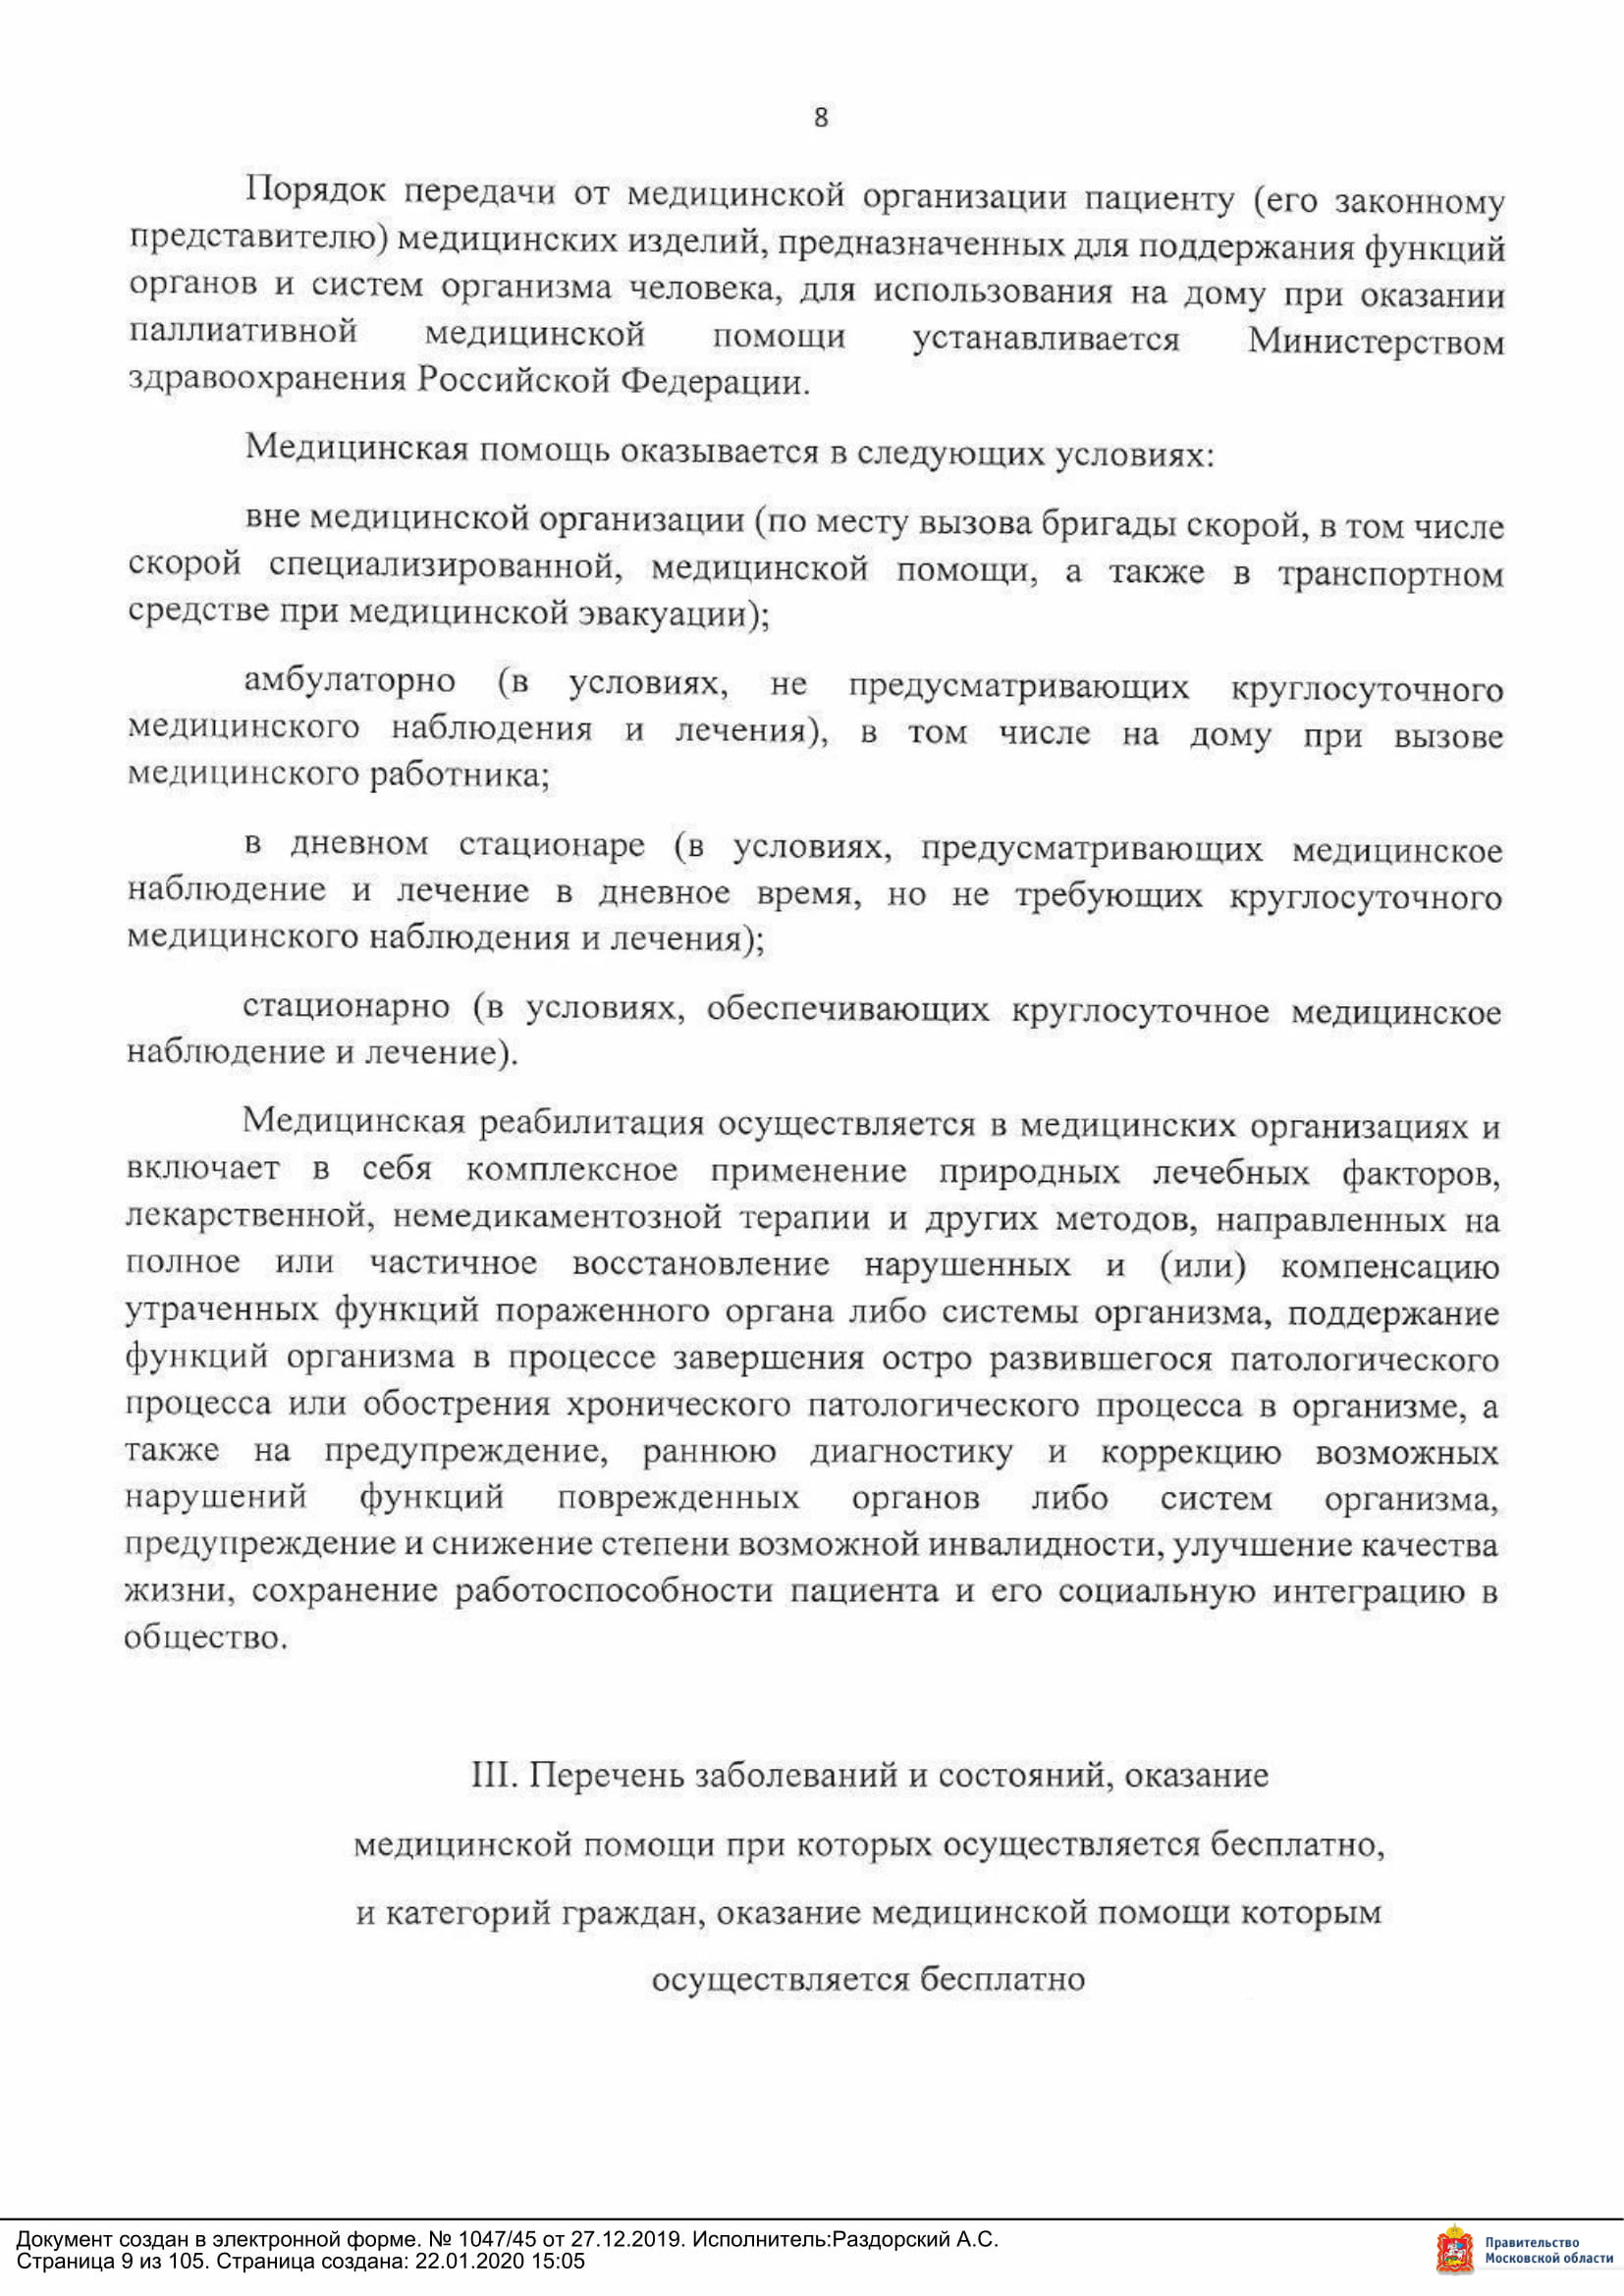 8
Порядок передачи от медицинской организации пациенту (его законному
представителю) медицинских изделий, предназначенных для поддержания функций
органов и систем организма человека, для использования на дому при оказании
паллиативной медицинской помощи устанавливается Министерством
здравоохранения Российской Федерации.
Медицинская помощь оказывается в следующих условиях:
вне медицинской организации (по месту вызова бригады скорой, в том числе
скорой специализированной, медицинской помощи, а также в транспортном
средстве при медицинской эвакуации);
амбулаторно (в условиях, не предусматривающих круглосуточного
медицинского наблюдения и лечения), в том числе на дому при вызове
медицинского работника;
в дневном стационаре (в условиях, предусматривающих медицинское
наблюдение и лечение в дневное время, но не требующих круглосуточного
медицинского наблюдения и лечения);
стационарно (в условиях, обеспечивающих круглосуточное медицинское
наблюдение и лечение).
Медицинская реабилитация осуществляется в медицинских организациях и
включает в себя комплексное применение природных лечебных факторов,
лекарственной, немедикаментозной терапии и других методов, направленных на
полное или частичное восстановление нарушенных и (или) компенсацию
утраченных функций пораженного органа либо системы организма, поддержание
функций организма в процессе завершения остро развившегося патологического
процесса или обострения хронического патологического процесса в организме, а
также на предупреждение, раннюю диагностику и коррекцию возможных
нарушений функций поврежденных органов либо систем организма,
предупреждение и снижение степени возможной инвалидности, улучшение качества
жизни, сохранение работоспособности пациента и его социальную интеграцию в
общество.
III. Перечень заболеваний и состояний, оказание
медицинской помощи при которых осуществляется бесплатно,
и категорий граждан, оказание медицинской помощи которым
осуществляется бесплатно
Документ создан в электронной форме. № 1047/45 от 27.12.2019. Исполнитель:Раздорский А.С.
Страница 9 из 105. Страница создана: 22.01.2020 15:05
Правительство
Московской области